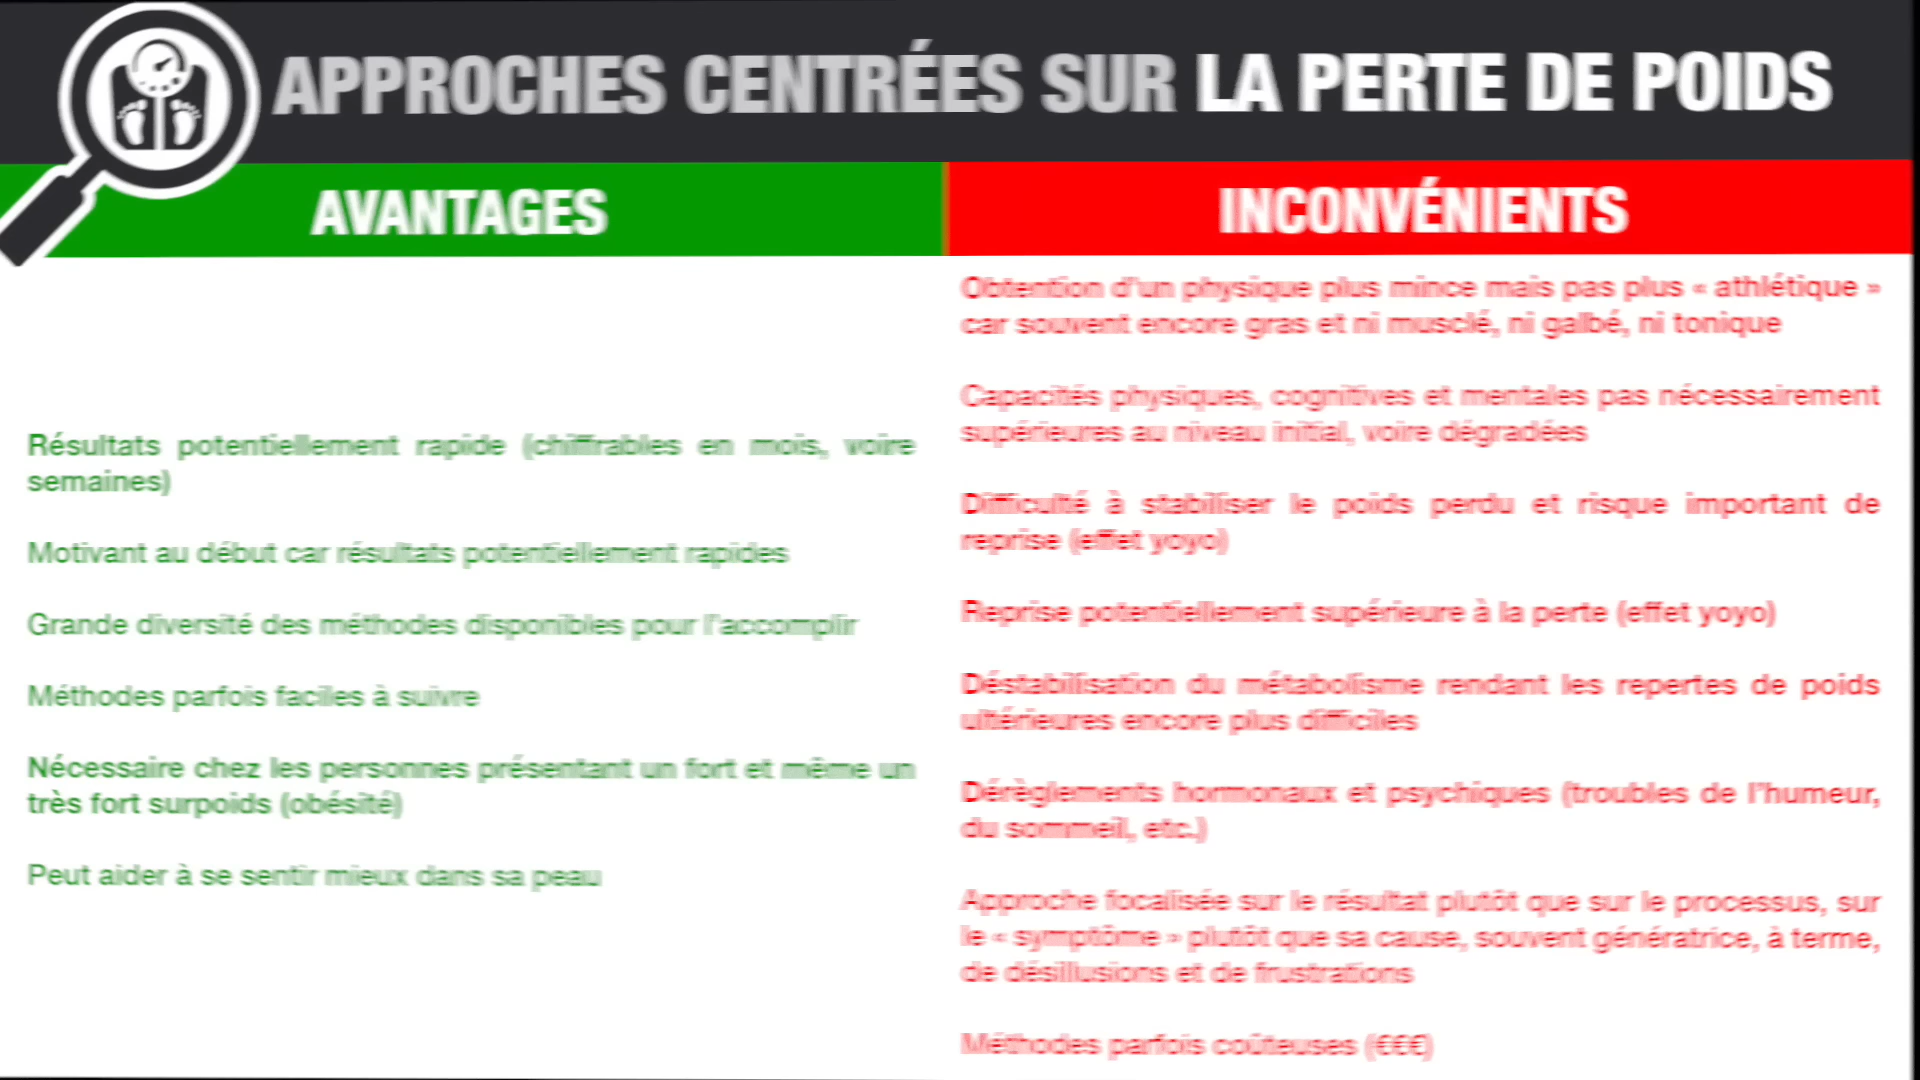 APPROCHES CENTRÉES SUR LA PERTE DE POIDS
AVANTAGES
Résultats potentiellement rapide (chiffrables en mois, voire
semaines)
Motivant au début car résultats potentiellement rapides
Grande diversité des méthodes disponibles pour l'accomplir
Méthodes parfois faciles à suivre
Nécessaire chez les personnes présentant un fort et même un
très fort surpoids (obésité)
Peut aider à se sentir mieux dans sa peau
INCONVÉNIENTS
Obtention d'un physique plus mince mais pas plus « athlétique »
car souvent encore gras et ni musclé, ni galbé, ni tonique
Capacités physiques, cognitives et mentales pas nécessairement
supérieures au niveau initial, voire dégradées
Difficulté à stabiliser le poids perdu et risque important de
reprise (effet yoyo)
Reprise potentiellement supérieure à la perte (effet yoyo)
Déstabilisation du métabolisme rendant les repertes de poids
ultérieures encore plus difficiles
Dérèglements hormonaux et psychiques (troubles de l'humeur,
du sommeil, etc.)
Approche focalisée sur le résultat plutôt que sur le processus, sur
le « symptôme » plutôt que sa cause, souvent génératrice, à terme,
de désillusions et de frustrations
Méthodes parfois coûteuses (€€€)